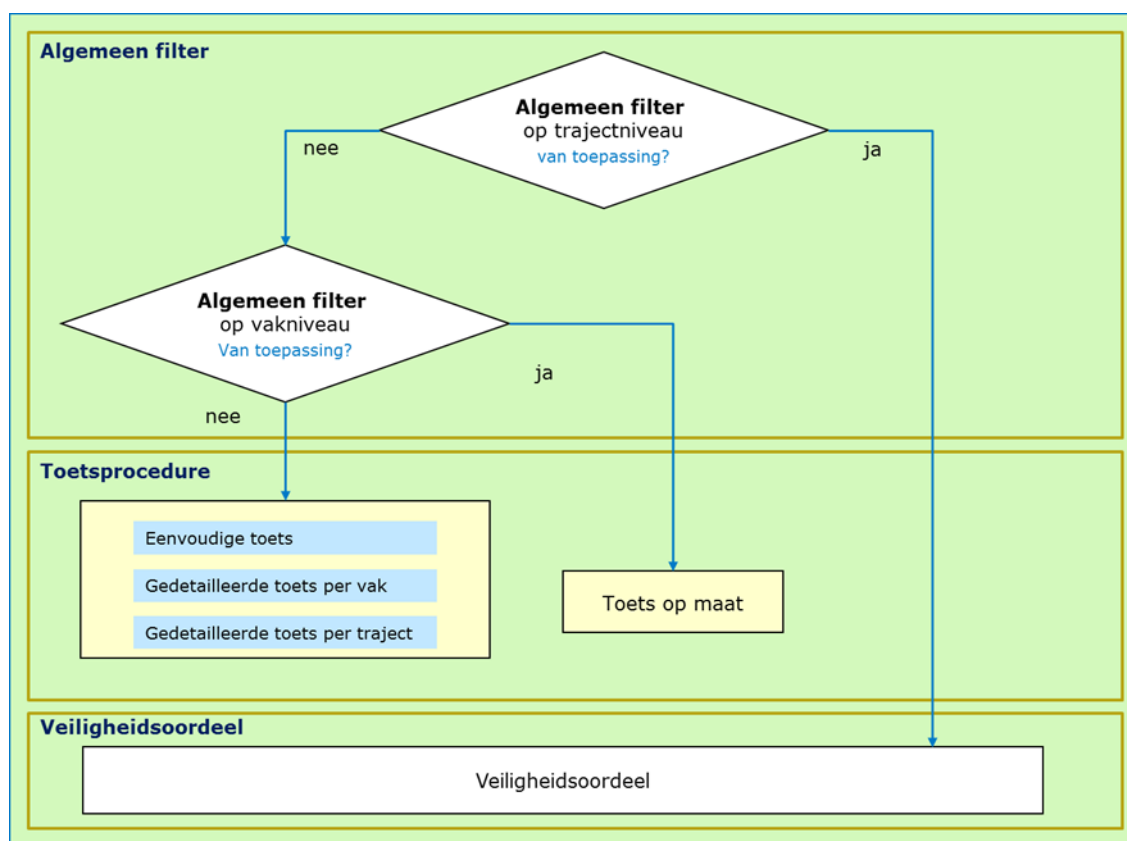 Algemeen filter
Algemeen filter
op trajectniveau
van toepassing?
nee
ja
Algemeen filter
op vakniveau
Van toepassing?
ja
nee
Toetsprocedure
Eenvoudige toets
Gedetailleerde toets per vak
Gedetailleerde toets per traject
Toets op maat
Veiligheidsoordeel
Veiligheidsoordeel